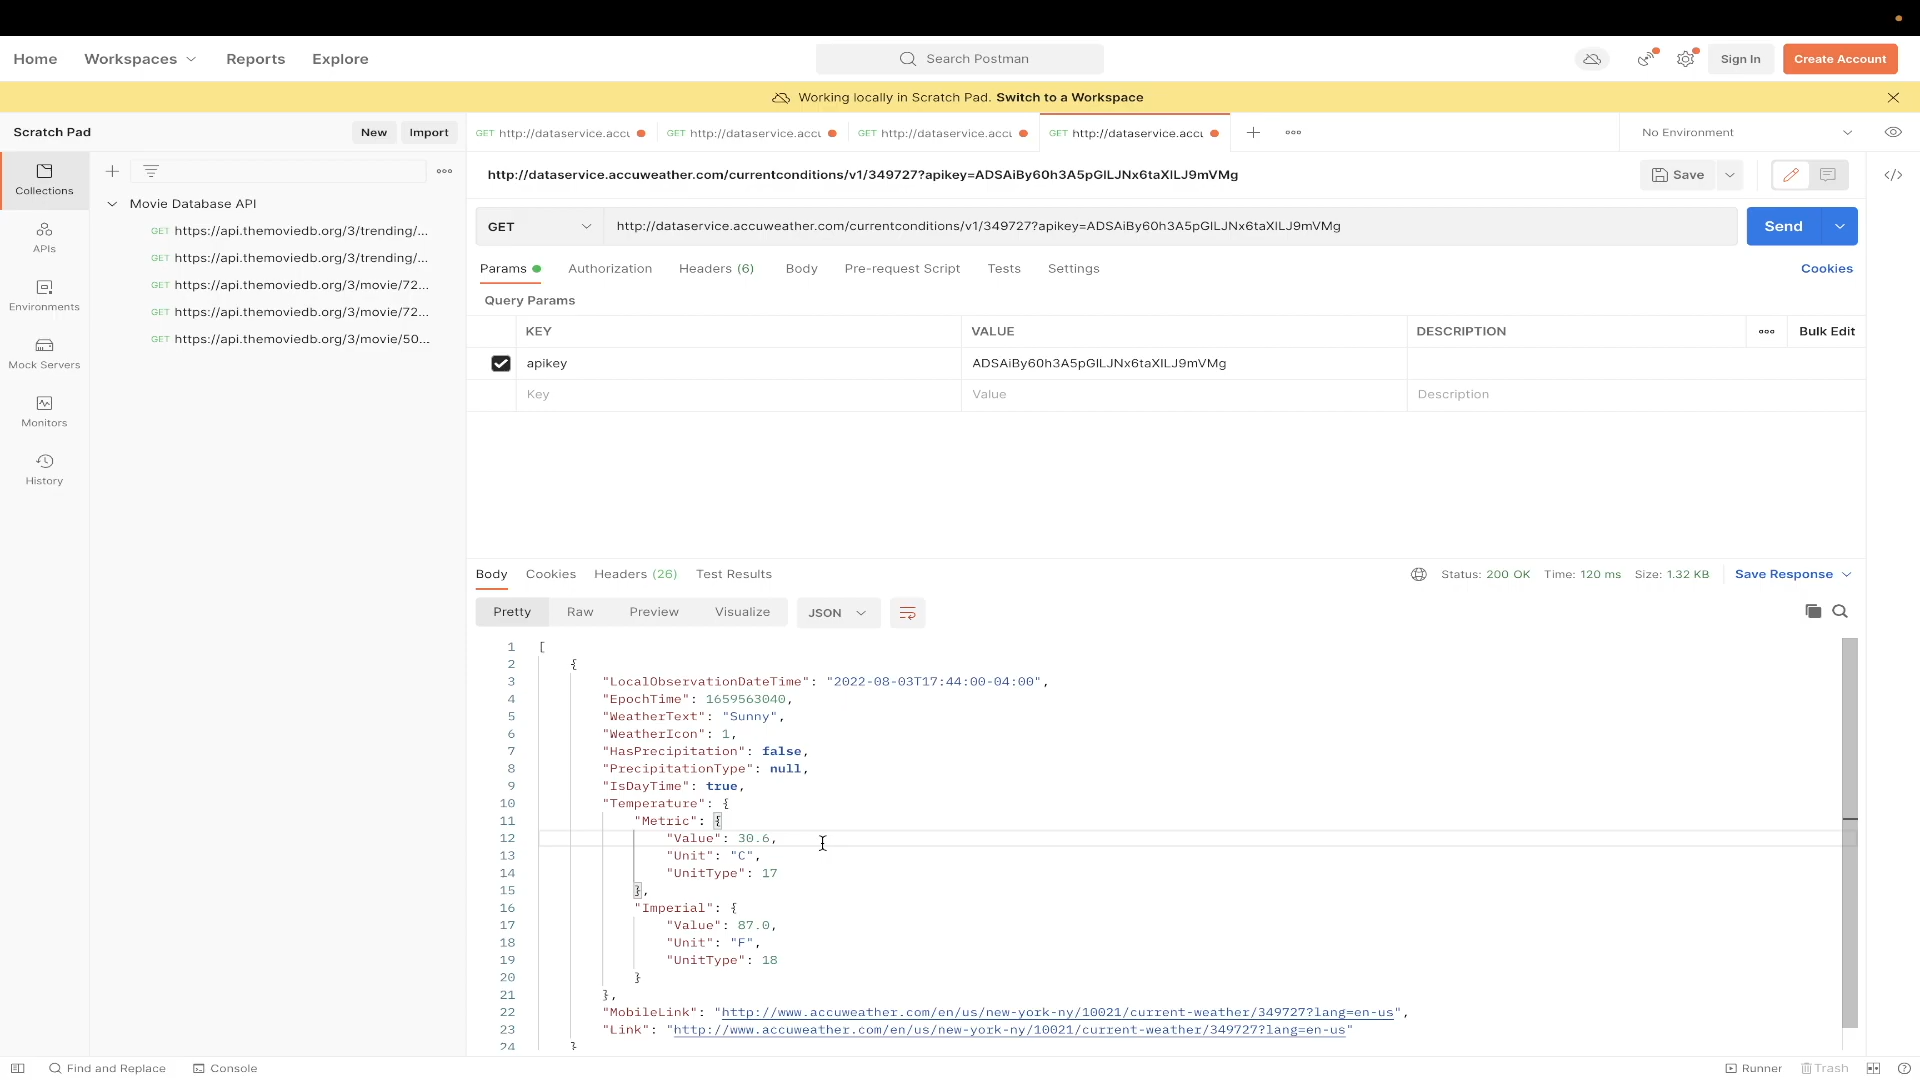 Home Workspaces Reports Explore Search Postman Sign In Create Account
Working locally in Scratch Pad. Switch to a Workspace
Scratch Pad New Import
GET http://dataservice.accu GET http://dataservice.accu GET http://dataservice.accu GET http://dataservice.accu No Environment
Collections
APIs
Environments
Mock Servers
Monitors
History
Movie Database API
GET https://api.themoviedb.org/3/trending/...
GET https://api.themoviedb.org/3/trending/...
GET https://api.themoviedb.org/3/movie/72...
GET https://api.themoviedb.org/3/movie/72...
GET https://api.themoviedb.org/3/movie/50...
http://dataservice.accuweather.com/currentconditions/v1/349727?apikey=ADSAiBy60h3A5pGILJNx6taXILJ9mVMg
Save
GET http://dataservice.accuweather.com/currentconditions/v1/349727?apikey=ADSAiBy60h3A5pGILJNx6taXILJ9mVMg Send
Params Authorization Headers (6) Body Pre-request Script Tests Settings Cookies
Query Params
KEY VALUE DESCRIPTION Bulk Edit
apikey ADSAiBy60h3A5pGILJNx6taXILJ9mVMg
Key Value Description
Body Cookies Headers (26) Test Results Status: 200 OK Time: 120 ms Size: 1.32 KB Save Response
Pretty Raw Preview Visualize JSON
1 [
2 {
3 "LocalObservationDateTime": "2022-08-03T17:44:00-04:00",
4 "EpochTime": 1659563040,
5 "WeatherText": "Sunny",
6 "WeatherIcon": 1,
7 "HasPrecipitation": false,
8 "PrecipitationType": null,
9 "IsDayTime": true,
10 "Temperature": {
11 "Metric": {
12 "Value": 30.6,
13 "Unit": "C",
14 "UnitType": 17
15 },
16 "Imperial": {
17 "Value": 87.0,
18 "Unit": "F",
19 "UnitType": 18
20 }
21 },
22 "MobileLink": "http://www.accuweather.com/en/us/new-york-ny/10021/current-weather/349727?lang=en-us",
23 "Link": "http://www.accuweather.com/en/us/new-york-ny/10021/current-weather/349727?lang=en-us"
24 }
Find and Replace Console Runner Trash